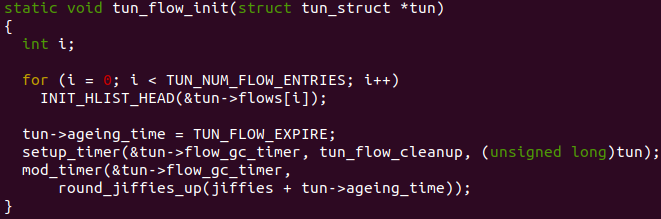 static void tun_flow_init(struct tun_struct *tun)
{
  int i;

  for (i = 0; i < TUN_NUM_FLOW_ENTRIES; i++)
    INIT_HLIST_HEAD(&tun->flows[i]);

  tun->ageing_time = TUN_FLOW_EXPIRE;
  setup_timer(&tun->flow_gc_timer, tun_flow_cleanup, (unsigned long)tun);
  mod_timer(&tun->flow_gc_timer,
      round_jiffies_up(jiffies + tun->ageing_time));
}